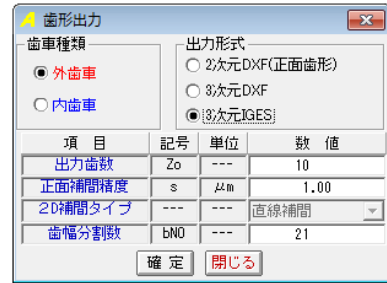 歯形出力
歯車種類
外歯車
内歯車
出力形式
2次元DXF(正面歯形)
3次元DXF
3次元IGES
項 目 記号 単位 数 値
出力歯数 Zo --- 10
正面補間精度 s μm 1.00
2D補間タイプ --- --- 直線補間
歯幅分割数 bNO --- 21
確 定 閉じる